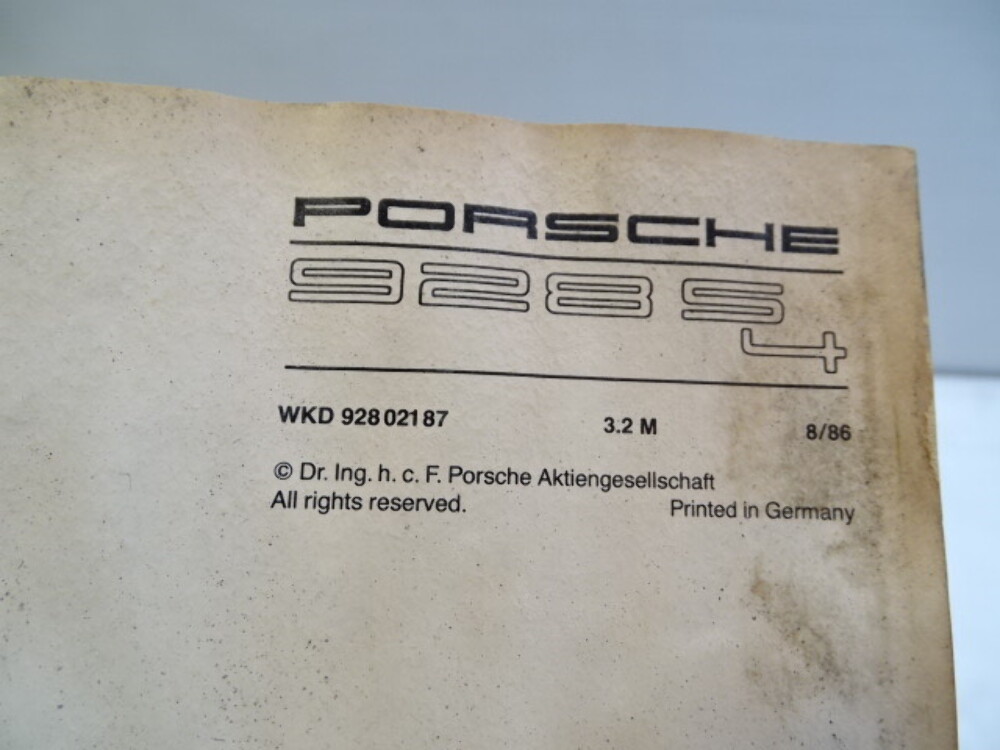 PORSCHE
928 S
4
WKD 928 021 87 3.2 M 8/86
© Dr. Ing. h. c. F. Porsche Aktiengesellschaft
All rights reserved. Printed in Germany